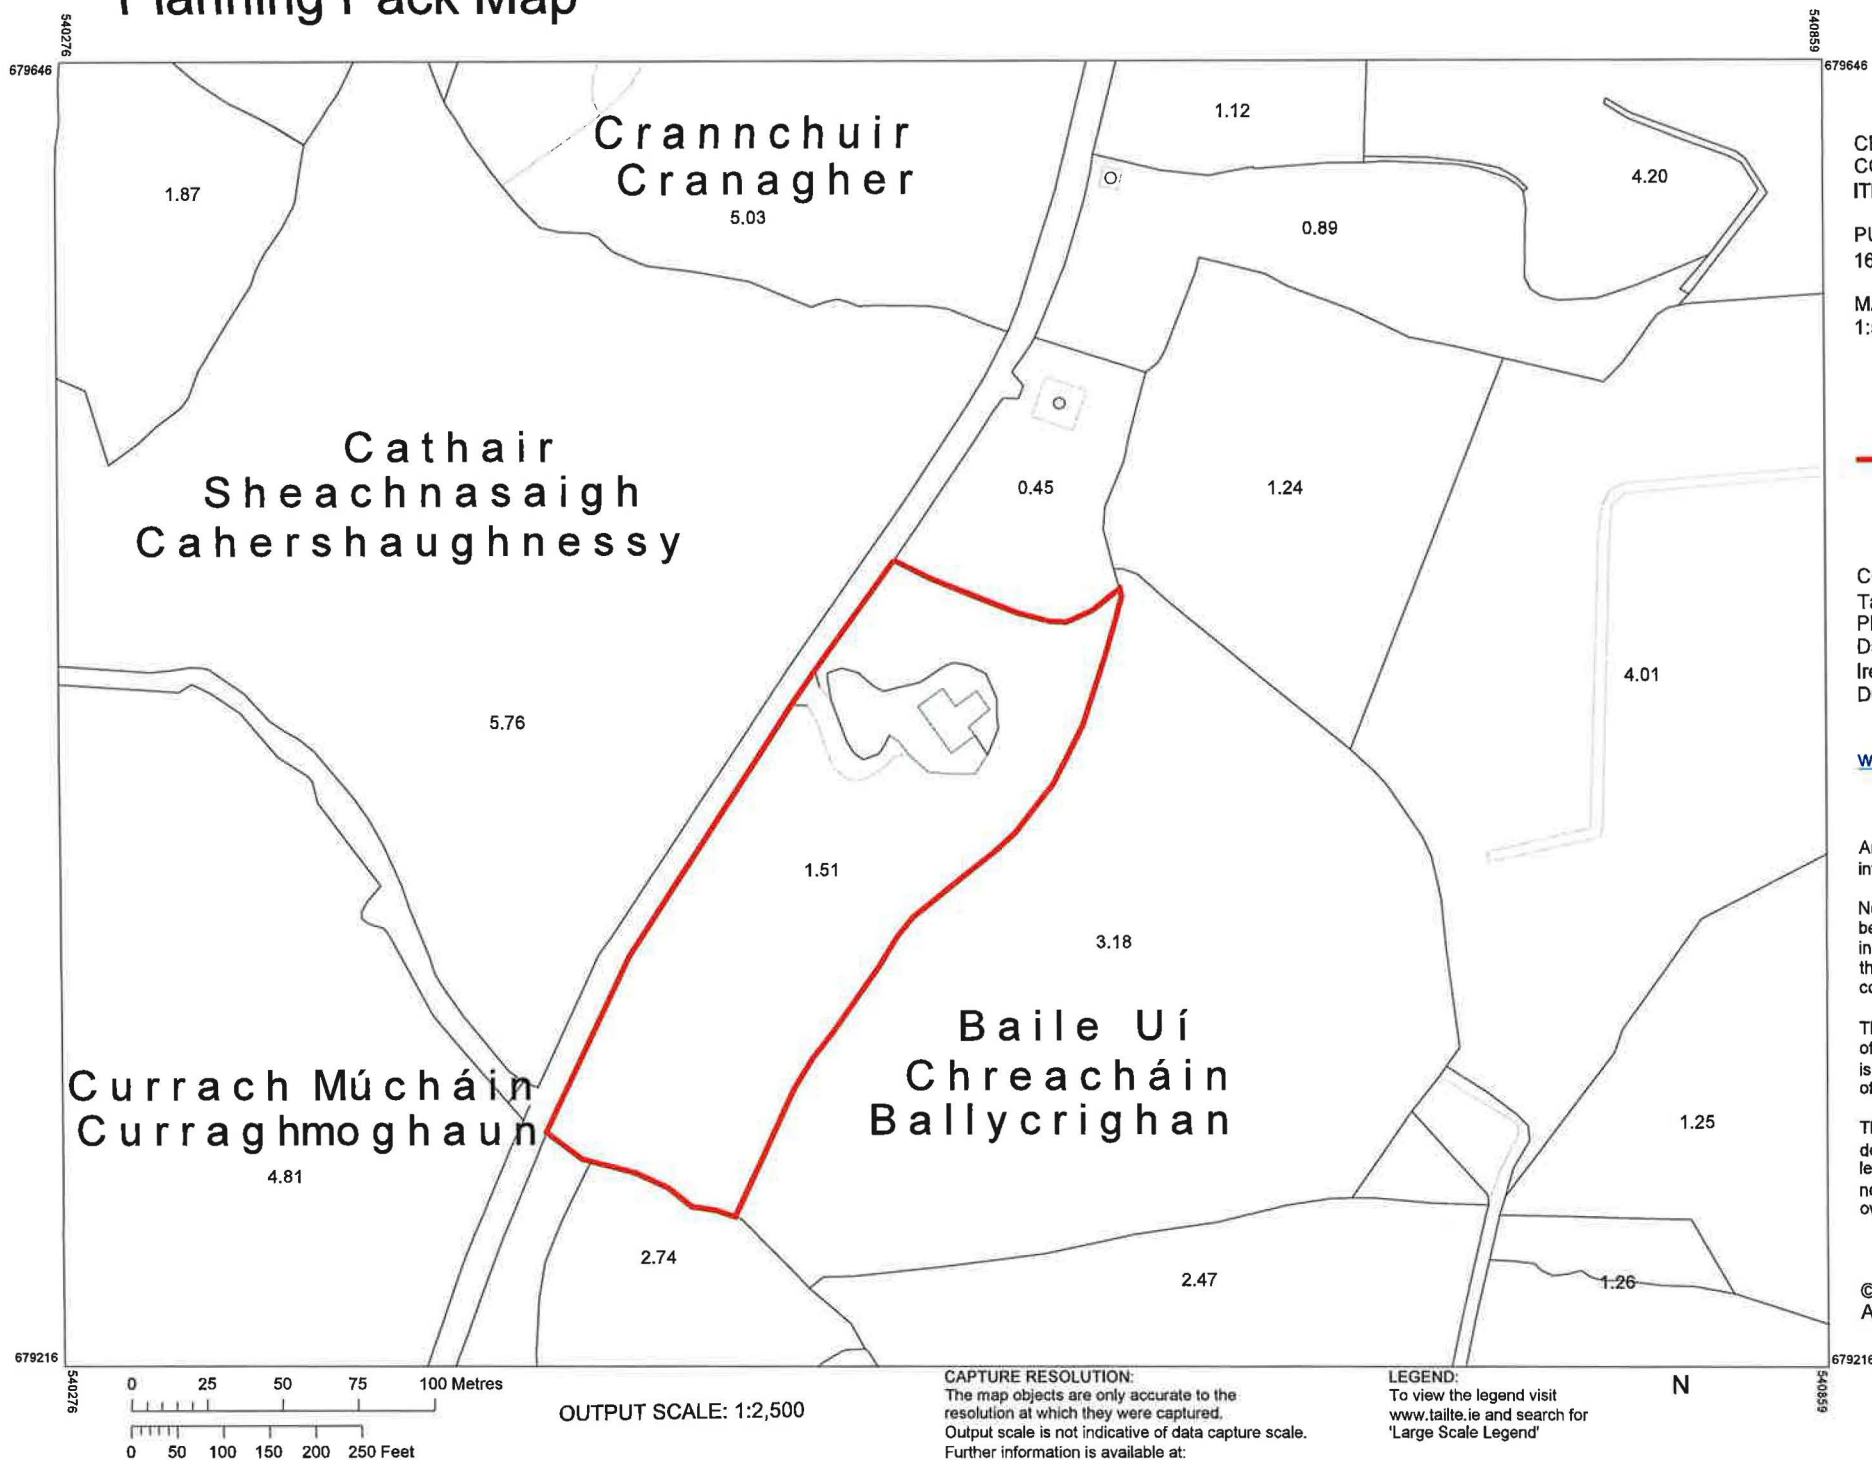 Planning Pack Map
540276
540859
679646
679646
Crannchuir
Cranagher
5.03
1.87
1.12
4.20
0.89
Cathair
Sheachnasaigh
Cahershaughnessy
0.45
1.24
5.76
4.01
1.51
3.18
Baile Uí
Chreacháin
Ballycrighan
Currach Múcháin
Curraghmoghaun
4.81
1.25
2.74
2.47
1.26
679216
679216
540276
540859
0 25 50 75 100 Metres
0 50 100 150 200 250 Feet
OUTPUT SCALE: 1:2,500
CAPTURE RESOLUTION:
The map objects are only accurate to the
resolution at which they were captured.
Output scale is not indicative of data capture scale.
Further information is available at:
LEGEND:
To view the legend visit
www.tailte.ie and search for
'Large Scale Legend'
N